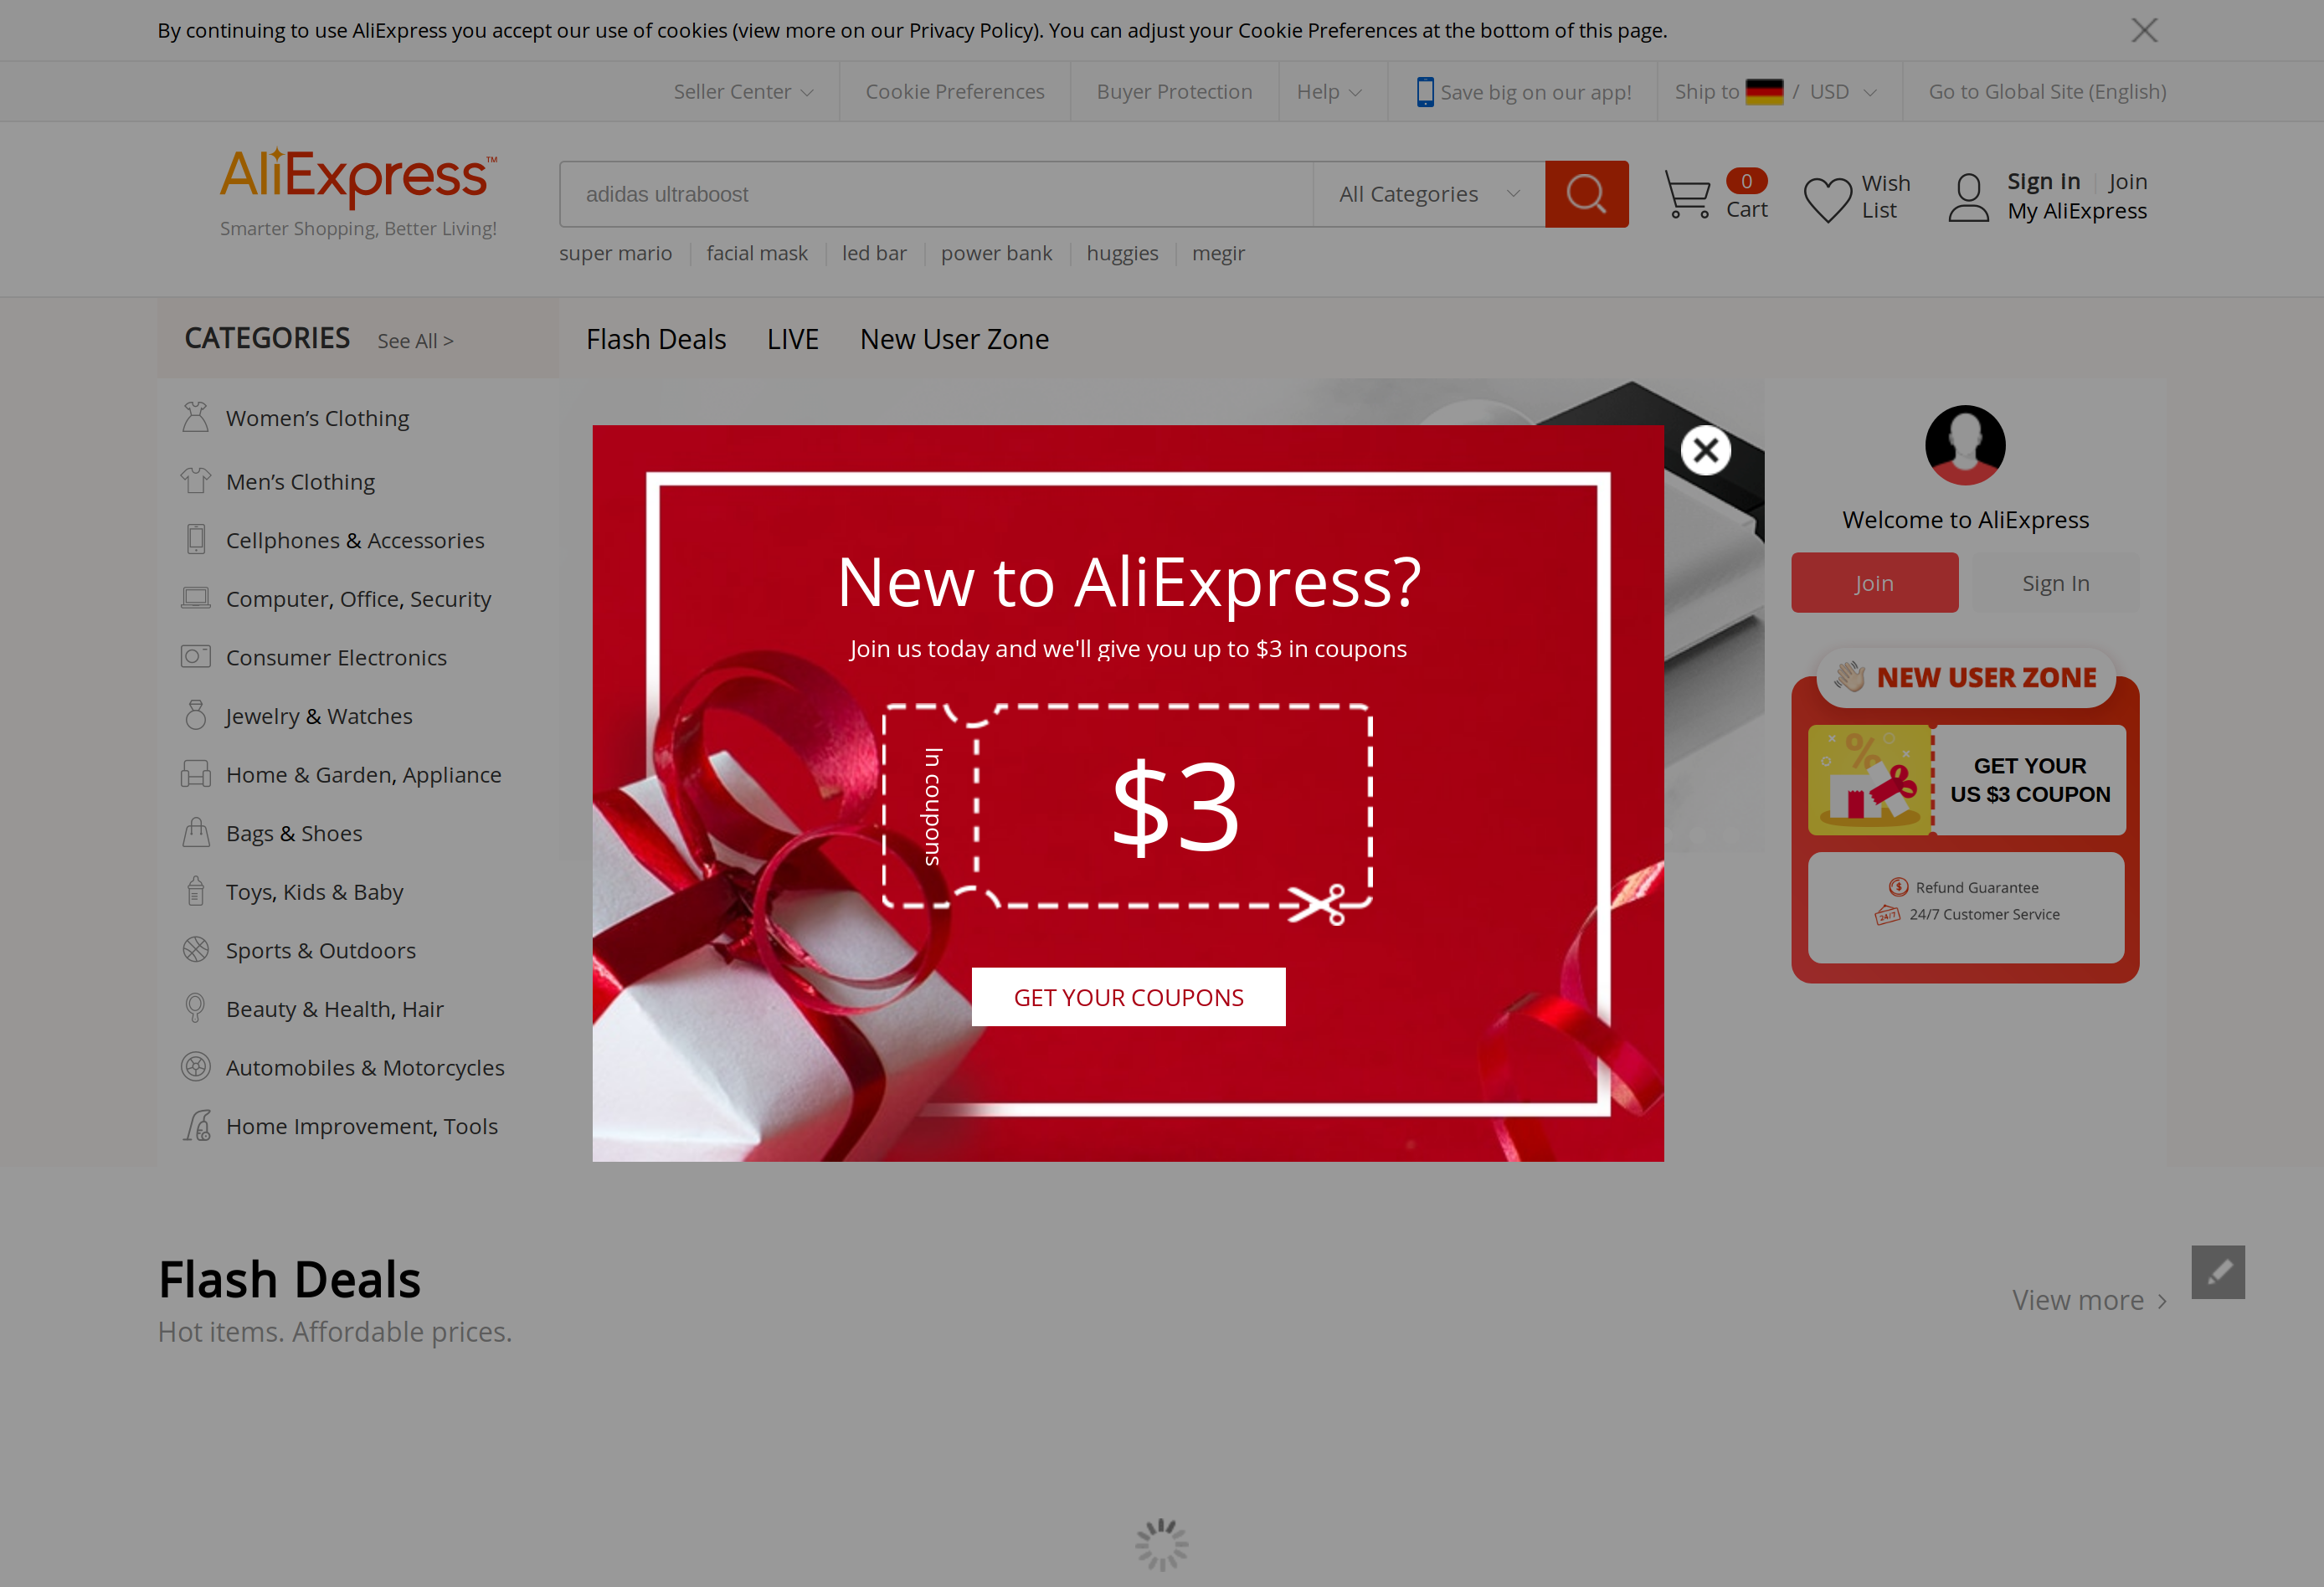 By continuing to use AliExpress you accept our use of cookies (view more on our Privacy Policy). You can adjust your Cookie Preferences at the bottom of this page.
Seller Center
Cookie Preferences
Buyer Protection
Help
Save big on our app!
Ship to / USD
Go to Global Site (English)
AliExpress™
Smarter Shopping, Better Living!
adidas ultraboost
All Categories
0
Cart
Wish
List
Sign in
Join
My AliExpress
super mario
facial mask
led bar
power bank
huggies
megir
CATEGORIES
See All >
Flash Deals
LIVE
New User Zone
Women’s Clothing
Men’s Clothing
Cellphones & Accessories
Computer, Office, Security
Consumer Electronics
Jewelry & Watches
Home & Garden, Appliance
Bags & Shoes
Toys, Kids & Baby
Sports & Outdoors
Beauty & Health, Hair
Automobiles & Motorcycles
Home Improvement, Tools
New to AliExpress?
Join us today and we'll give you up to $3 in coupons
In coupons
$3
GET YOUR COUPONS
Welcome to AliExpress
Join
Sign In
NEW USER ZONE
%
GET YOUR
US $3 COUPON
$ Refund Guarantee
24/7 24/7 Customer Service
Flash Deals
Hot items. Affordable prices.
View more >